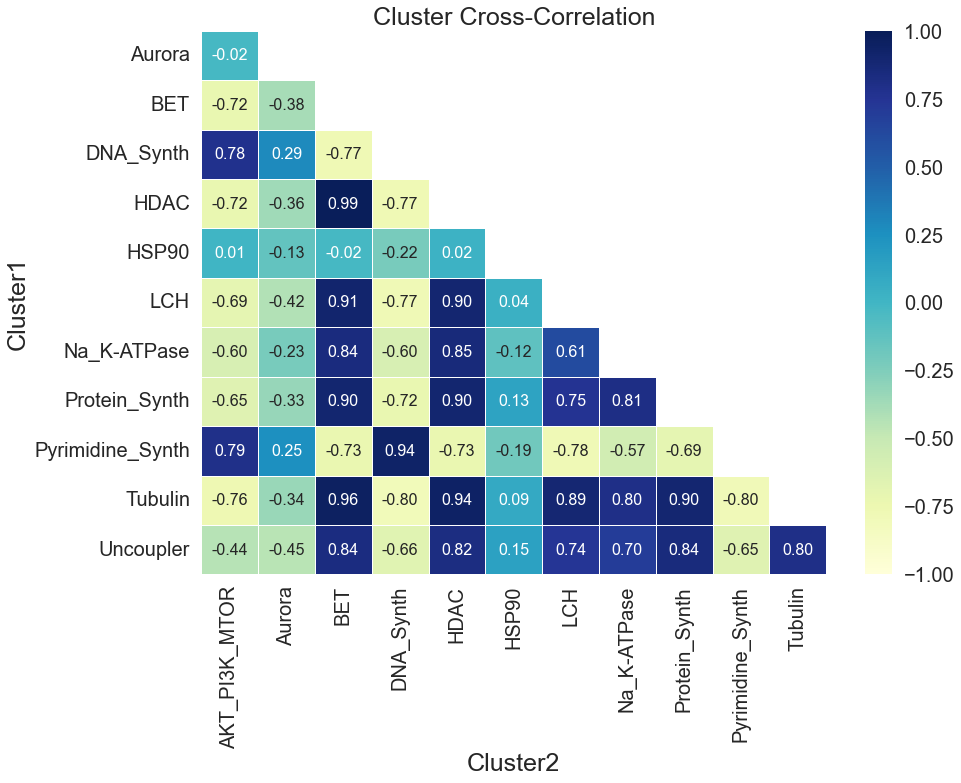 Cluster Cross-Correlation
Cluster1
Aurora -0.02
BET -0.72 -0.38
DNA_Synth 0.78 0.29 -0.77
HDAC -0.72 -0.36 0.99 -0.77
HSP90 0.01 -0.13 -0.02 -0.22 0.02
LCH -0.69 -0.42 0.91 -0.77 0.90 0.04
Na_K-ATPase -0.60 -0.23 0.84 -0.60 0.85 -0.12 0.61
Protein_Synth -0.65 -0.33 0.90 -0.72 0.90 0.13 0.75 0.81
Pyrimidine_Synth 0.79 0.25 -0.73 0.94 -0.73 -0.19 -0.78 -0.57 -0.69
Tubulin -0.76 -0.34 0.96 -0.80 0.94 0.09 0.89 0.80 0.90 -0.80
Uncoupler -0.44 -0.45 0.84 -0.66 0.82 0.15 0.74 0.70 0.84 -0.65 0.80
AKT_PI3K_MTOR
Aurora
BET
DNA_Synth
HDAC
HSP90
LCH
Na_K-ATPase
Protein_Synth
Pyrimidine_Synth
Tubulin
Cluster2
1.00
0.75
0.50
0.25
0.00
−0.25
−0.50
−0.75
−1.00